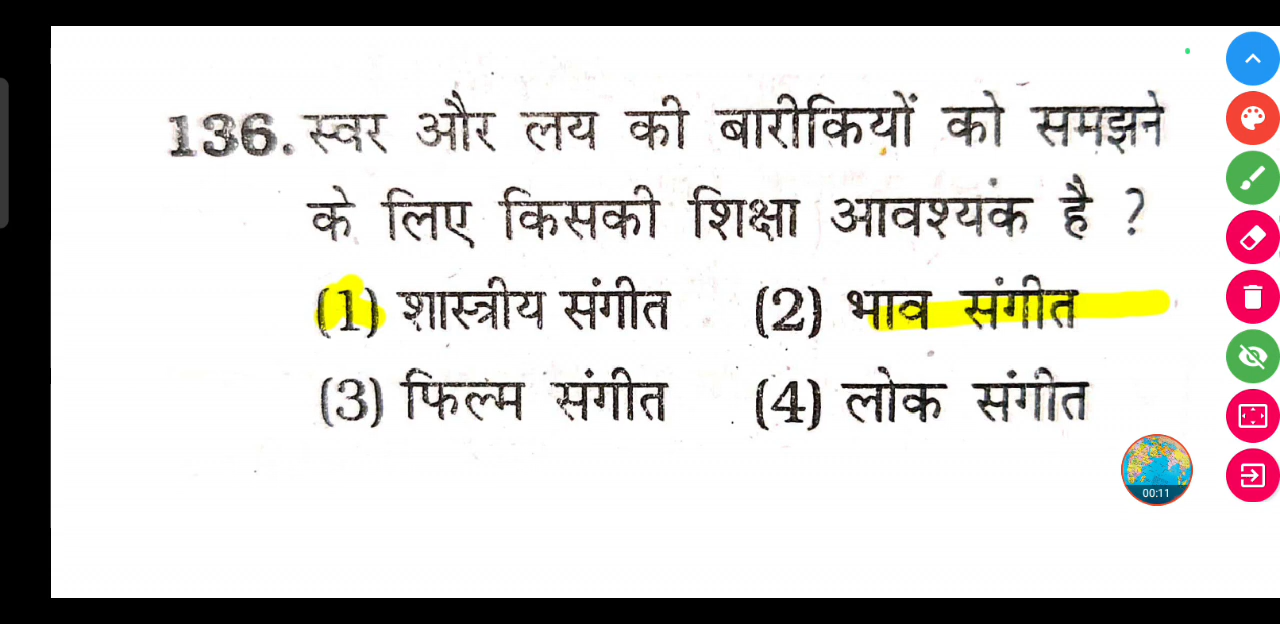 136. स्वर और लय की बारीकियों को समझने
के लिए किसकी शिक्षा आवश्यक है ?
(1) शास्त्रीय संगीत (2) भाव संगीत
(3) फिल्म संगीत (4) लोक संगीत
00:11